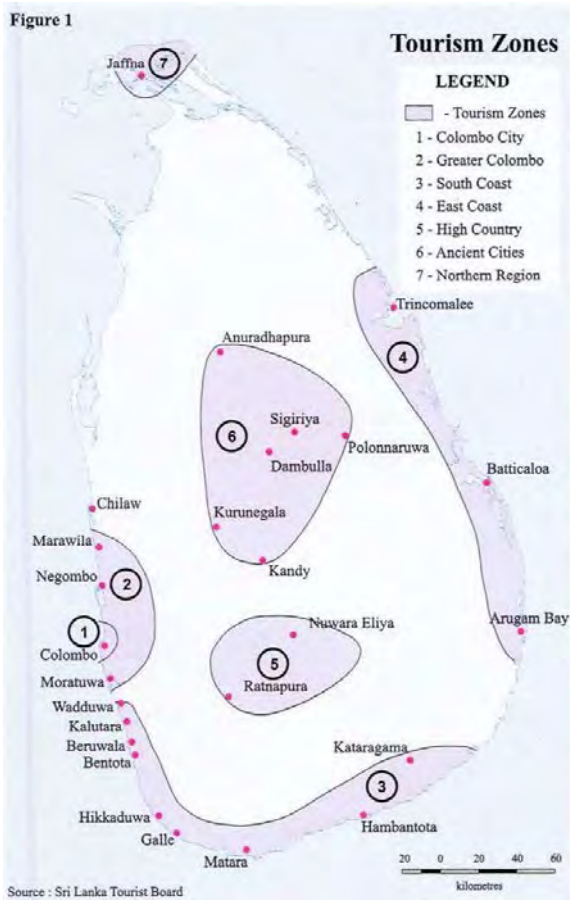 Figure 1
Tourism Zones
LEGEND
- Tourism Zones
1 - Colombo City
2 - Greater Colombo
3 - South Coast
4 - East Coast
5 - High Country
6 - Ancient Cities
7 - Northern Region
Jaffna
7
Trincomalee
Anuradhapura
4
Sigiriya
6
Polonnaruwa
Dambulla
Batticaloa
Chilaw
Kurunegala
Marawila
Kandy
Negombo
2
1
Nuwara Eliya
Arugam Bay
Colombo
5
Moratuwa
Ratnapura
Wadduwa
Kalutara
Beruwala
Bentota
Kataragama
3
Hikkaduwa
Hambantota
Galle
Matara
20 0 20 40 60
kilometres
Source : Sri Lanka Tourist Board